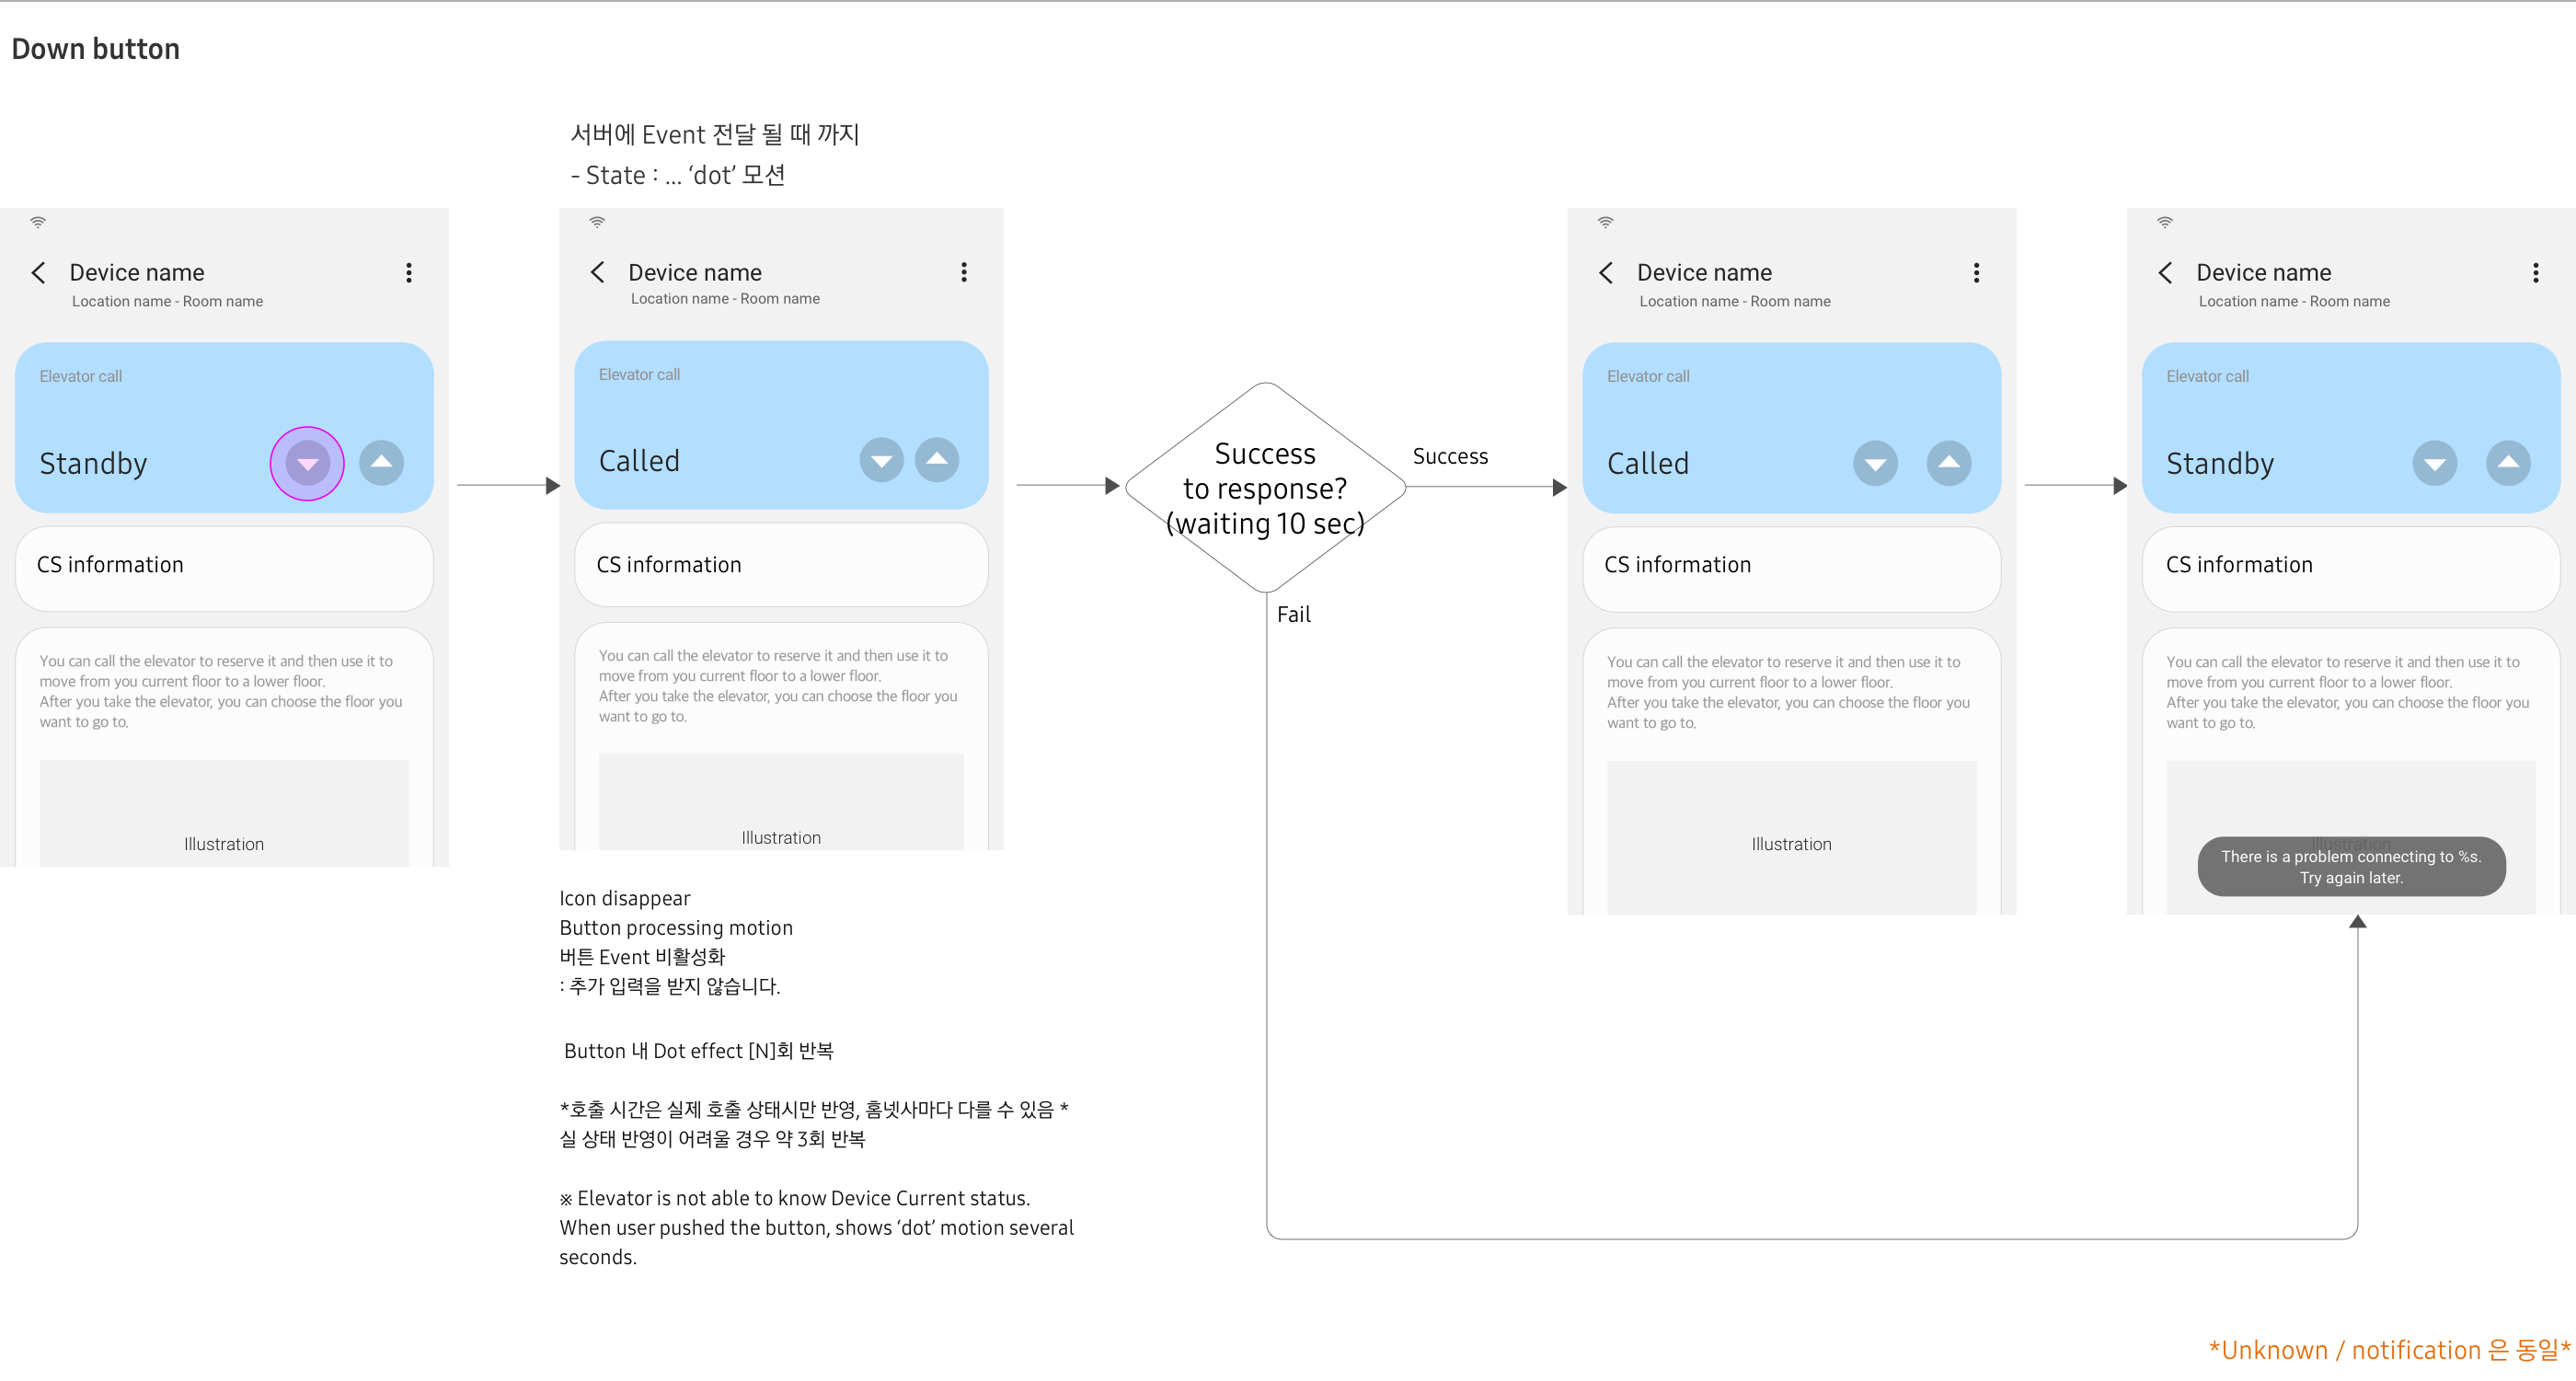 Down button
서버에 Event 전달 될 때 까지
- State : ... ‘dot’ 모션
Device name
Location name - Room name
Elevator call
Standby
CS information
You can call the elevator to reserve it and then use it to
move from you current floor to a lower floor.
After you take the elevator, you can choose the floor you
want to go to.
Illustration
Device name
Location name - Room name
Elevator call
Called
CS information
You can call the elevator to reserve it and then use it to
move from you current floor to a lower floor.
After you take the elevator, you can choose the floor you
want to go to.
Illustration
Icon disappear
Button processing motion
버튼 Event 비활성화
: 추가 입력을 받지 않습니다.
Button 내 Dot effect [N]회 반복
*호출 시간은 실제 호출 상태시만 반영, 홈넷사마다 다를 수 있음 *
실 상태 반영이 어려울 경우 약 3회 반복
※ Elevator is not able to know Device Current status.
When user pushed the button, shows ‘dot’ motion several
seconds.
Success
to response?
(waiting 10 sec)
Success
Fail
Device name
Location name - Room name
Elevator call
Called
CS information
You can call the elevator to reserve it and then use it to
move from you current floor to a lower floor.
After you take the elevator, you can choose the floor you
want to go to.
Illustration
Device name
Location name - Room name
Elevator call
Standby
CS information
You can call the elevator to reserve it and then use it to
move from you current floor to a lower floor.
After you take the elevator, you can choose the floor you
want to go to.
Illustration
There is a problem connecting to %s.
Try again later.
*Unknown / notification 은 동일*